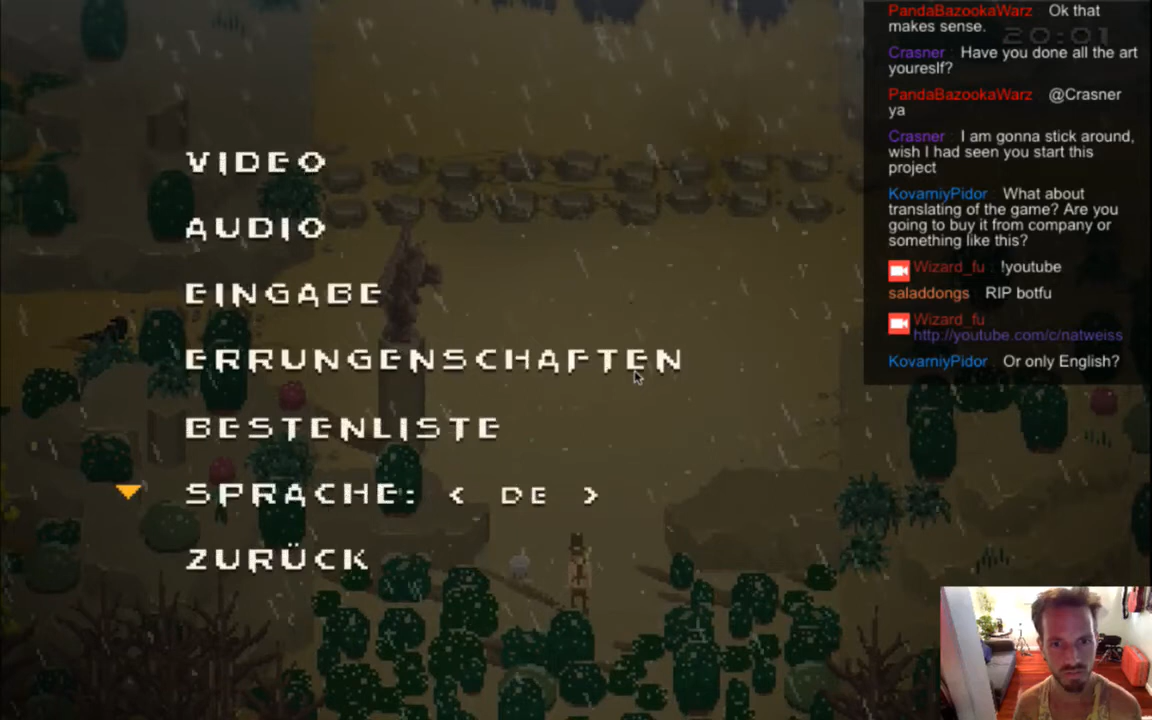 VIDEO
AUDIO
EINGABE
ERRUNGENSCHAFTEN
BESTENLISTE
SPRACHE: < DE >
ZURÜCK
20:01
PandaBazookaWarz Ok that
makes sense.
Crasner Have you done all the art
youreslf?
PandaBazookaWarz @Crasner
ya
Crasner I am gonna stick around,
wish I had seen you start this
project
KovarniyPidor What about
translating of the game? Are you
going to buy it from company or
something like this?
Wizard_fu !youtube
saladdongs RIP botfu
Wizard_fu
http://youtube.com/c/natweiss
KovarniyPidor Or only English?